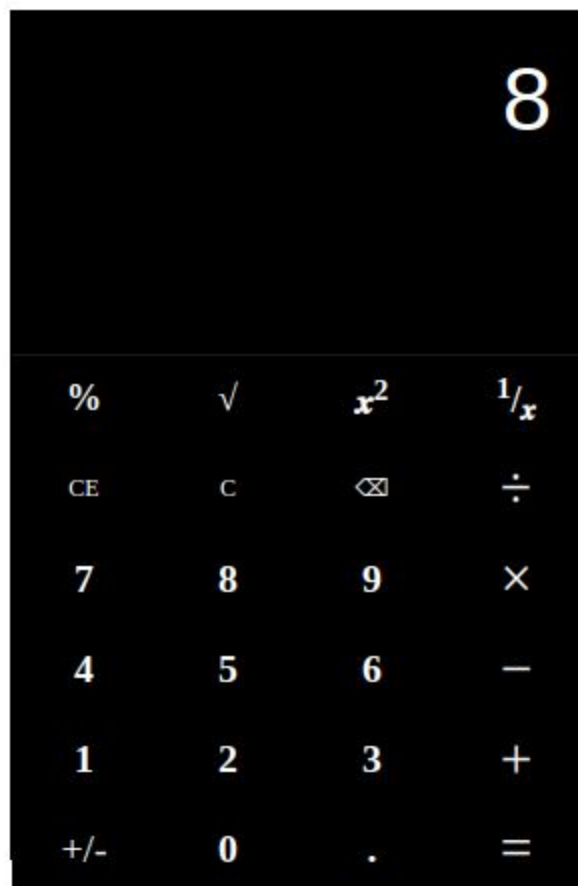 8
% √ x² ¹/x
CE C ⌫ ÷
7 8 9 ×
4 5 6 −
1 2 3 +
+/- 0 . =